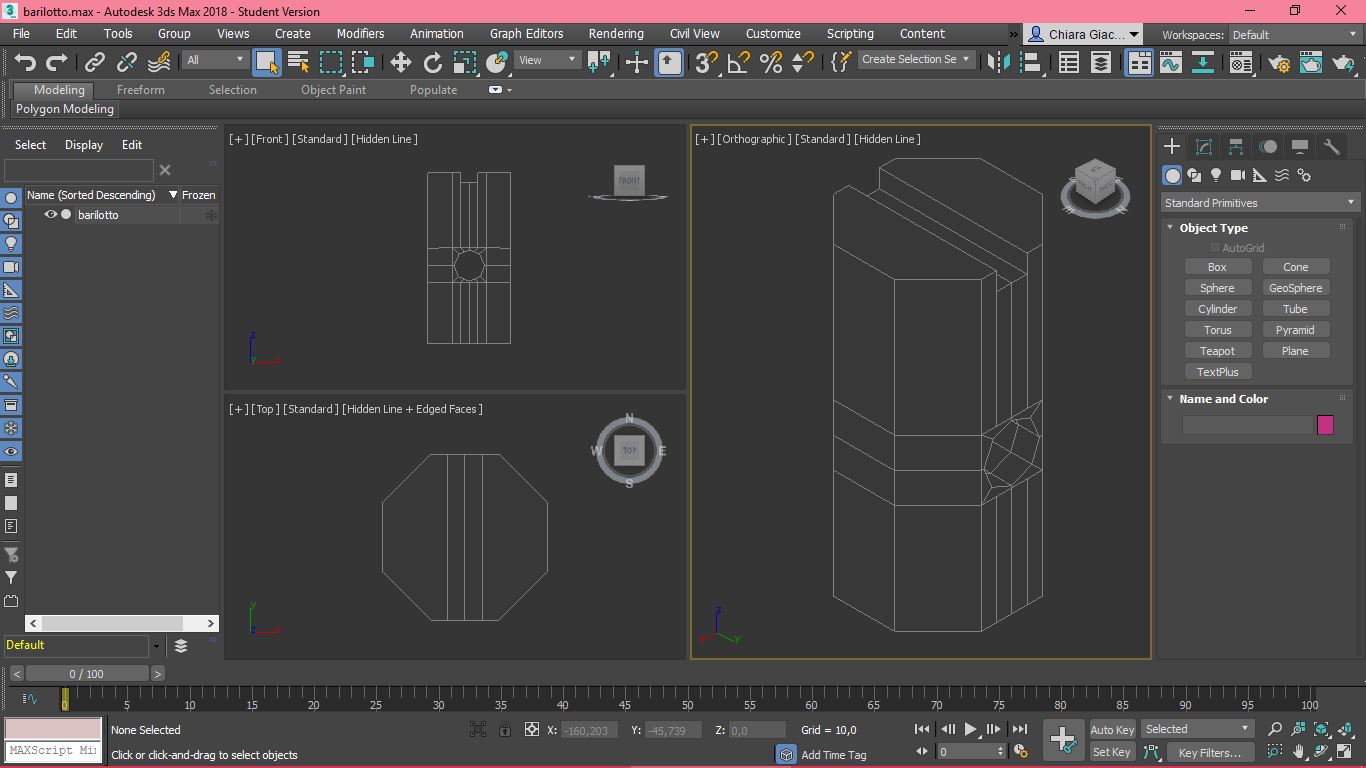 barilotto.max - Autodesk 3ds Max 2018 - Student Version
File Edit Tools Group Views Create Modifiers Animation Graph Editors Rendering Civil View Customize Scripting Content » Chiara Giac... Workspaces: Default
All View Create Selection Se
Modeling Freeform Selection Object Paint Populate
Polygon Modeling
Select Display Edit
Name (Sorted Descending) Frozen
barilotto
Default
[+] [Front] [Standard] [Hidden Line]
FRONT
z
x
y
[+] [Top] [Standard] [Hidden Line + Edged Faces]
N
W TOP E
S
y
z x
[+] [Orthographic] [Standard] [Hidden Line]
z
x y
Standard Primitives
Object Type
AutoGrid
Box Cone
Sphere GeoSphere
Cylinder Tube
Torus Pyramid
Teapot Plane
TextPlus
Name and Color
< 0 / 100 >
0 5 10 15 20 25 30 35 40 45 50 55 60 65 70 75 80 85 90 95 100
None Selected X: -160,203 Y: -45,739 Z: 0,0 Grid = 10,0 Auto Key Selected
MAXScript Mi Click or click-and-drag to select objects Add Time Tag 0 Set Key Key Filters...